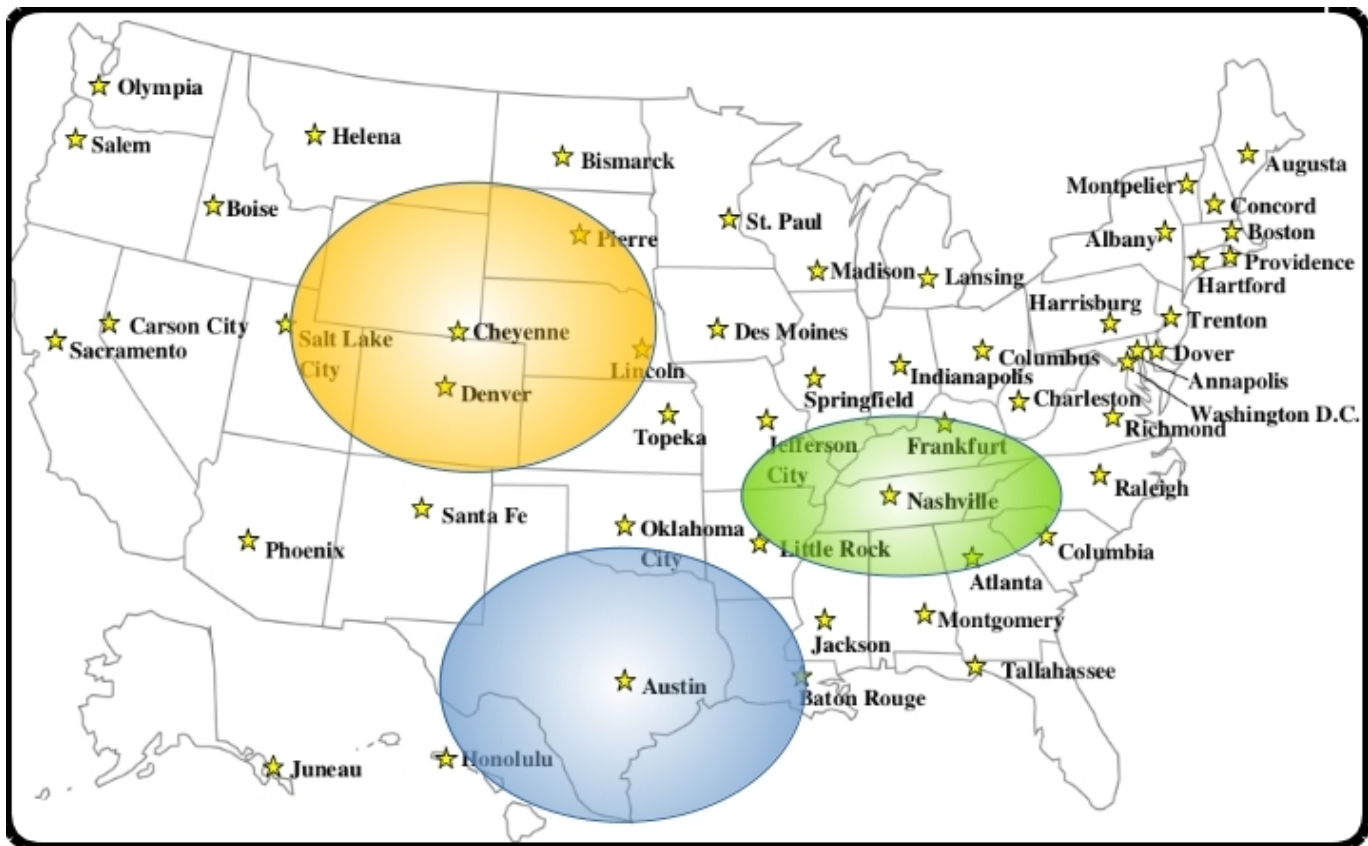 Olympia
Salem
Helena
Bismarck
Boise
Pierre
St. Paul
Madison
Lansing
Augusta
Montpelier
Concord
Albany
Boston
Providence
Hartford
Harrisburg
Trenton
Carson City
Sacramento
Salt Lake
City
Cheyenne
Denver
Lincoln
Des Moines
Columbus
Dover
Annapolis
Indianapolis
Springfield
Charleston
Washington D.C.
Richmond
Topeka
Jefferson
City
Frankfurt
Nashville
Raleigh
Santa Fe
Oklahoma
City
Phoenix
Little Rock
Columbia
Atlanta
Jackson
Montgomery
Tallahassee
Austin
Baton Rouge
Honolulu
Juneau